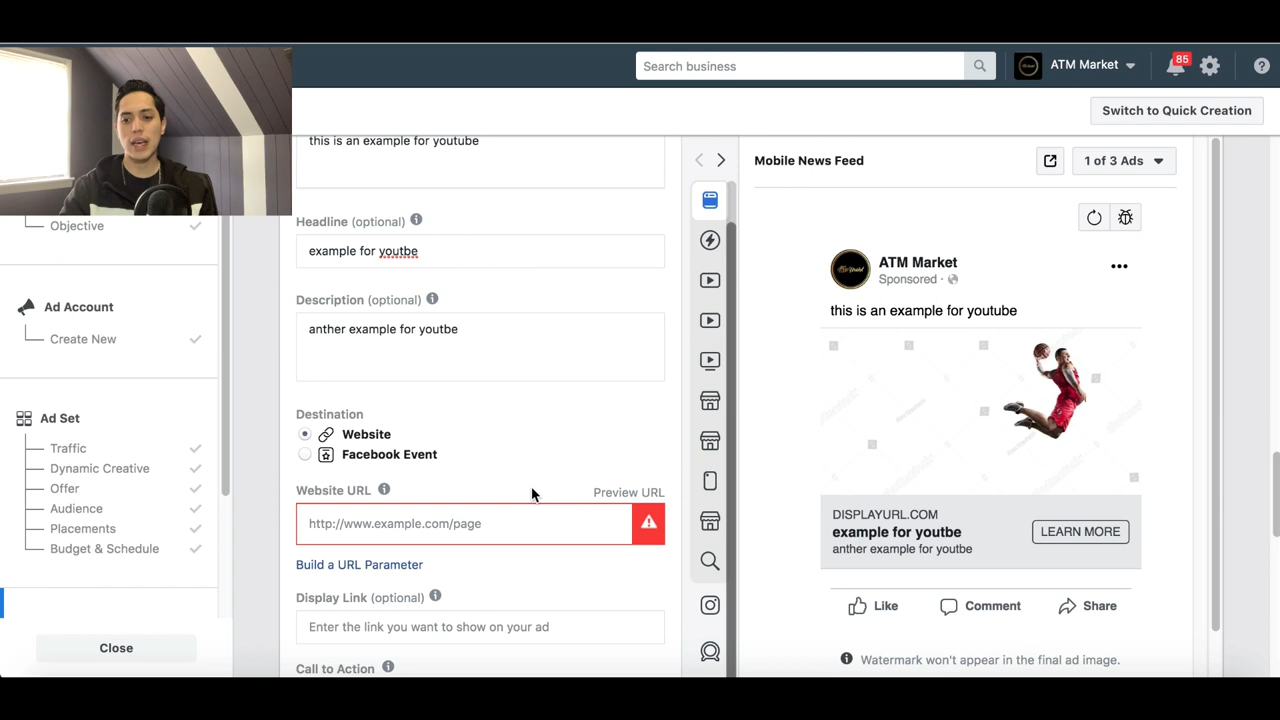 Search business
ATM Market
85
Switch to Quick Creation
this is an example for youtube
Mobile News Feed
1 of 3 Ads
Objective
Headline (optional)
example for youtbe
ATM Market
Sponsored ·
Description (optional)
anther example for youtbe
this is an example for youtube
Ad Account
Create New
Destination
Website
Facebook Event
Ad Set
Traffic
Dynamic Creative
Offer
Audience
Placements
Budget & Schedule
Website URL
Preview URL
http://www.example.com/page
Build a URL Parameter
Display Link (optional)
Enter the link you want to show on your ad
Call to Action
DISPLAYURL.COM
example for youtbe
anther example for youtbe
LEARN MORE
Like
Comment
Share
Watermark won't appear in the final ad image.
Close